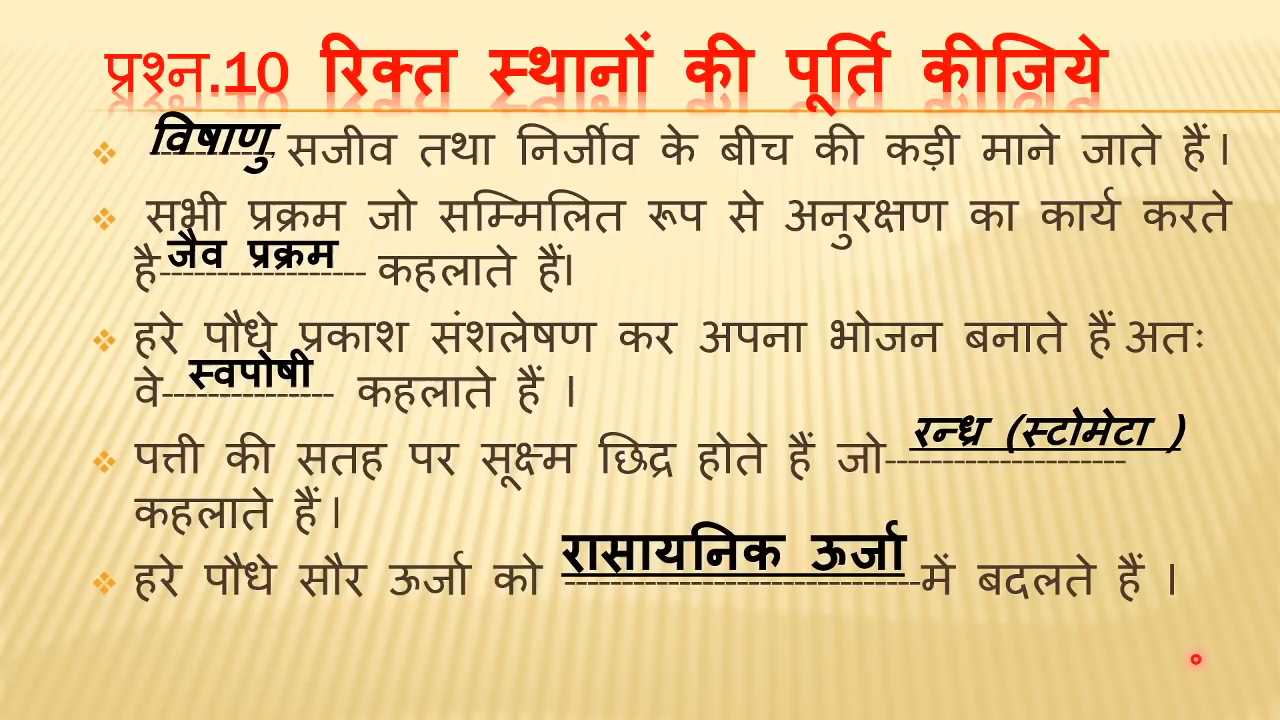 प्रश्न.10 रिक्त स्थानों की पूर्ति कीजिये
विषाणु सजीव तथा निर्जीव के बीच की कड़ी माने जाते हैं।
सभी प्रक्रम जो सम्मिलित रूप से अनुरक्षण का कार्य करते
है------------------ जैव प्रक्रम कहलाते हैं।
हरे पौधे प्रकाश संशलेषण कर अपना भोजन बनाते हैं अतः
वे--------------- स्वपोषी कहलाते हैं ।
पत्ती की सतह पर सूक्ष्म छिद्र होते हैं जो--------------------- रन्ध्र (स्टोमेटा )
कहलाते हैं।
हरे पौधे सौर ऊर्जा को रासायनिक ऊर्जा -------------------------------में बदलते हैं ।